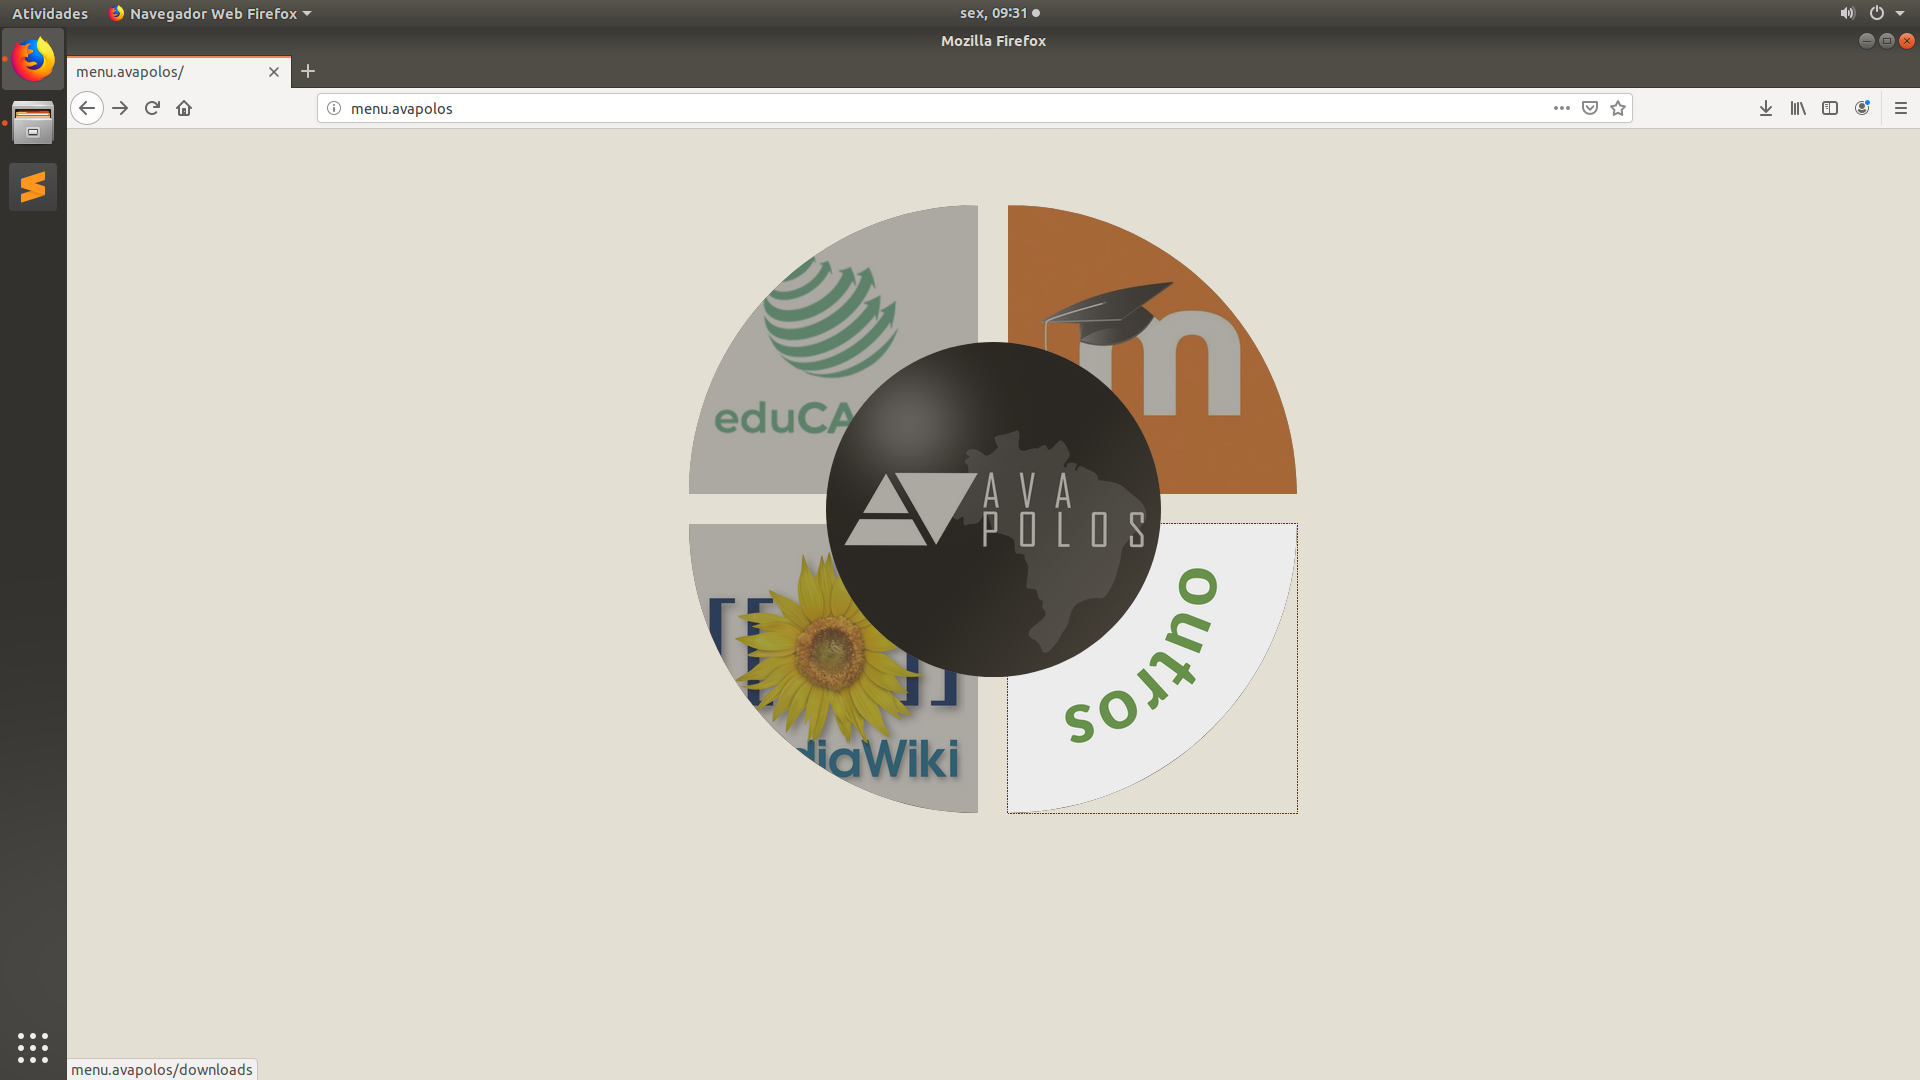 Atividades
Navegador Web Firefox
sex, 09:31
Mozilla Firefox
menu.avapolos/
menu.avapolos
eduCA
m
AVA
POLOS
[[
]]
diaWiki
outros
menu.avapolos/downloads